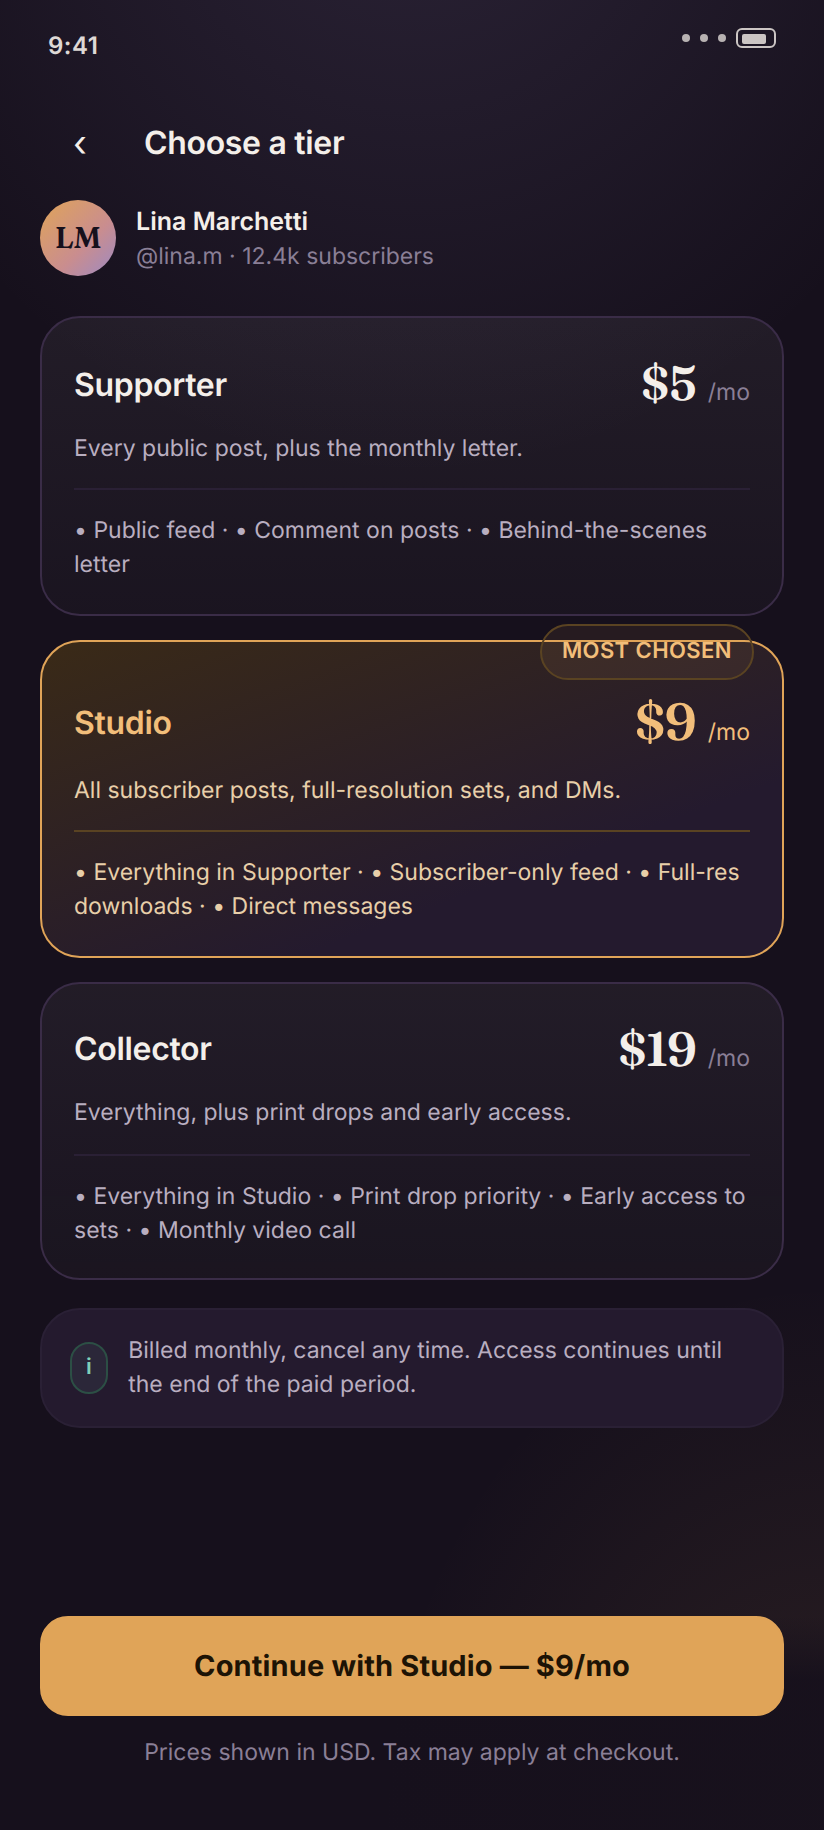 9:41
‹ Choose a tier
LM
Lina Marchetti
@lina.m · 12.4k subscribers
Supporter
$5 /mo
Every public post, plus the monthly letter.
• Public feed · • Comment on posts · • Behind-the-scenes
letter
MOST CHOSEN
Studio
$9 /mo
All subscriber posts, full-resolution sets, and DMs.
• Everything in Supporter · • Subscriber-only feed · • Full-res
downloads · • Direct messages
Collector
$19 /mo
Everything, plus print drops and early access.
• Everything in Studio · • Print drop priority · • Early access to
sets · • Monthly video call
i
Billed monthly, cancel any time. Access continues until
the end of the paid period.
Continue with Studio — $9/mo
Prices shown in USD. Tax may apply at checkout.